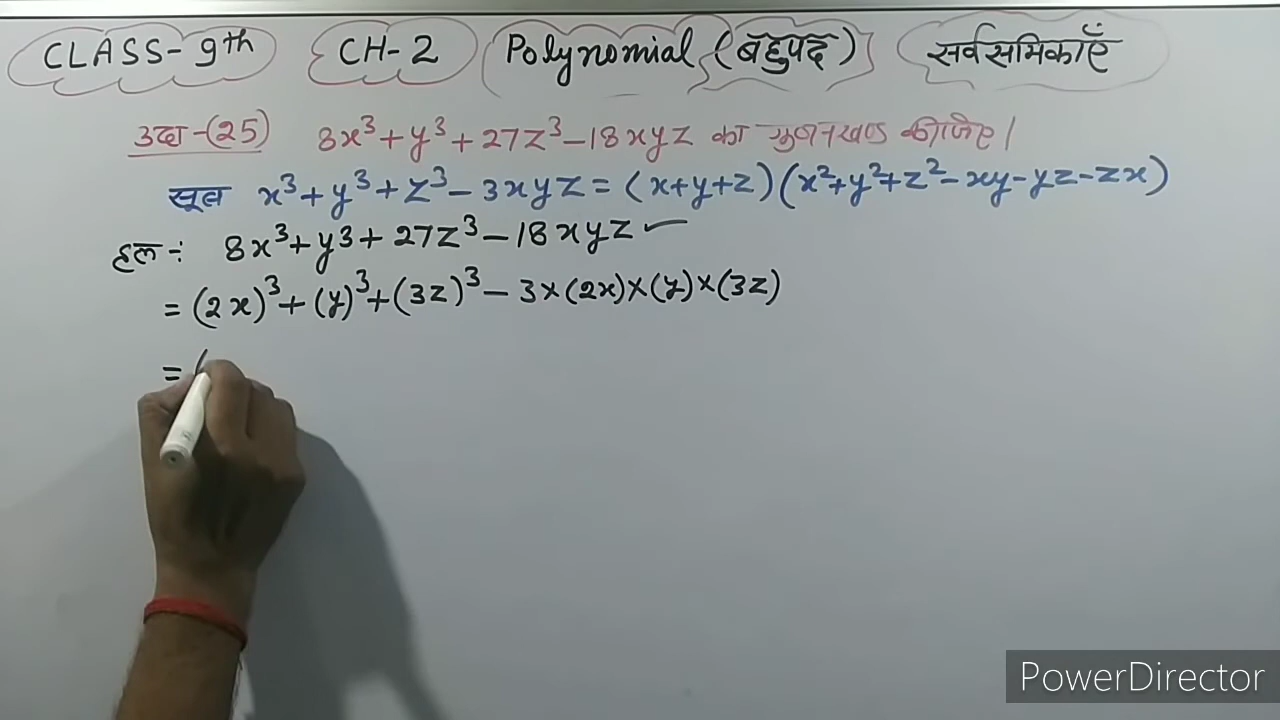 CLASS-9th CH-2 Polynomial (बहुपद) सर्वसमिकाएँ
उदा-(25) 8x³+y³+27z³-18xyz का गुणनखण्ड कीजिए।
सूत्र x³+y³+z³-3xyz=(x+y+z)(x²+y²+z²-xy-yz-zx)
हल÷ 8x³+y³+27z³-18xyz ✓
=(2x)³+(y)³+(3z)³-3×(2x)×(y)×(3z)
=(
PowerDirector